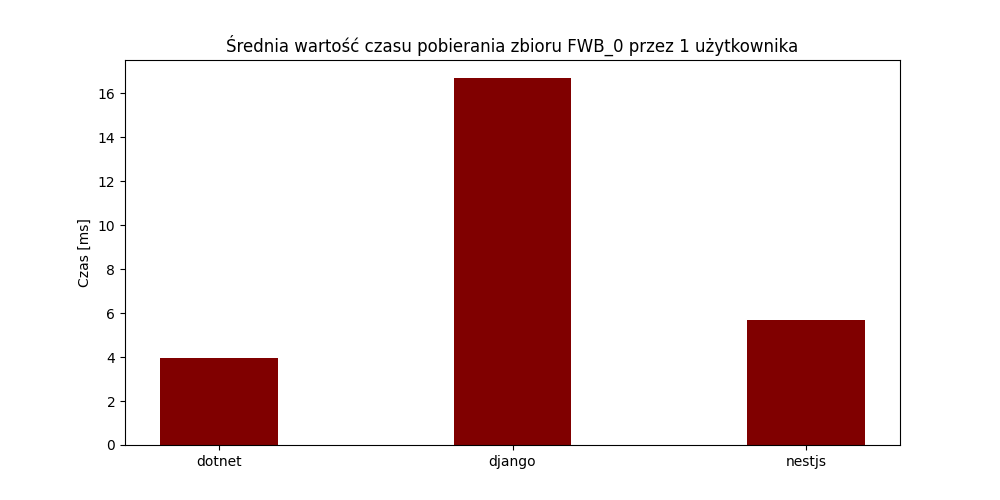 Średnia wartość czasu pobierania zbioru FWB_0 przez 1 użytkownika
Czas [ms]
16
14
12
10
8
6
4
2
0
dotnet
django
nestjs